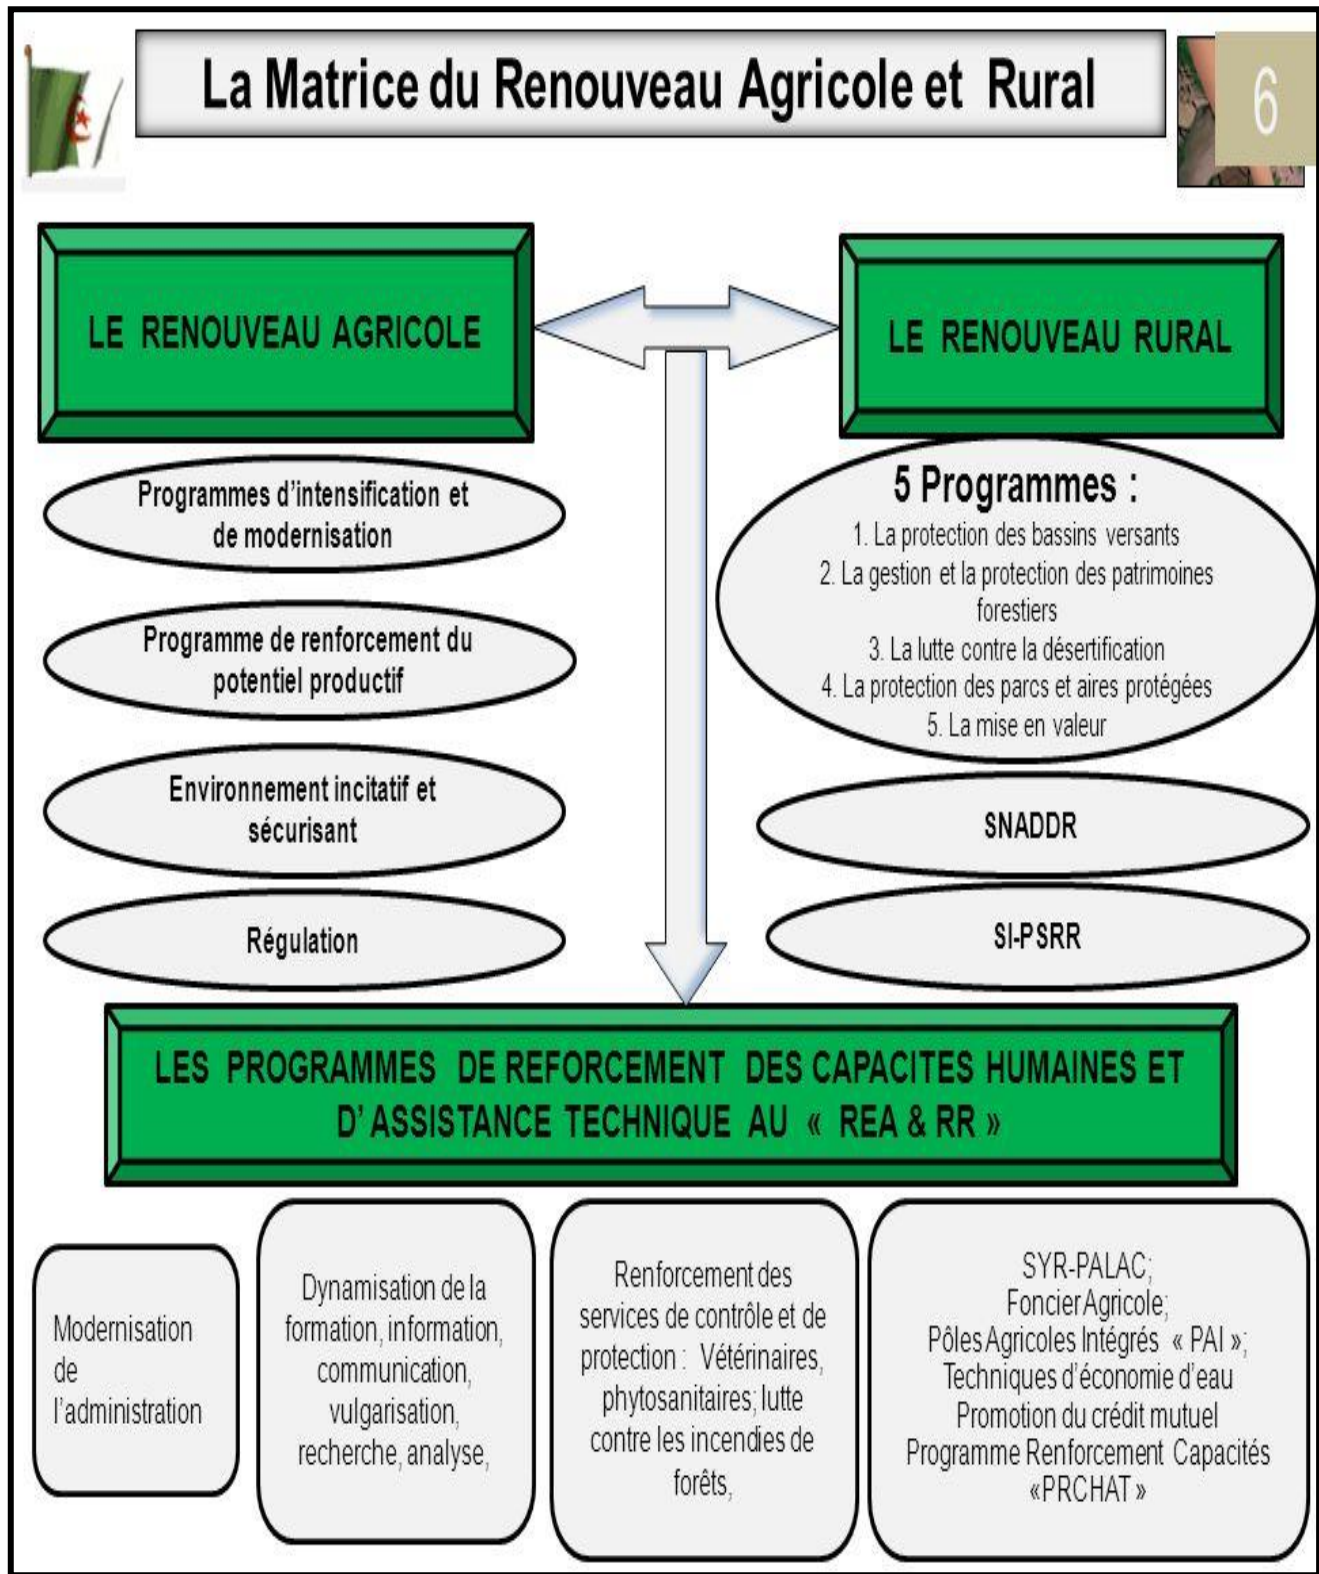 La Matrice du Renouveau Agricole et Rural
6
LE RENOUVEAU AGRICOLE
LE RENOUVEAU RURAL
Programmes d'intensification et
de modernisation
Programme de renforcement du
potentiel productif
Environnement incitatif et
sécurisant
Régulation
5 Programmes :
1. La protection des bassins versants
2. La gestion et la protection des patrimoines
forestiers
3. La lutte contre la désertification
4. La protection des parcs et aires protégées
5. La mise en valeur
SNADDR
SI-PSRR
LES PROGRAMMES DE REFORCEMENT DES CAPACITES HUMAINES ET
D' ASSISTANCE TECHNIQUE AU « REA & RR »
Modernisation
de
l'administration
Dynamisation de la
formation, information,
communication,
vulgarisation,
recherche, analyse,
Renforcement des
services de contrôle et de
protection : Vétérinaires,
phytosanitaires; lutte
contre les incendies de
forêts,
SYR-PALAC;
Foncier Agricole;
Pôles Agricoles Intégrés « PAI »;
Techniques d'économie d'eau
Promotion du crédit mutuel
Programme Renforcement Capacités
«PRCHAT »